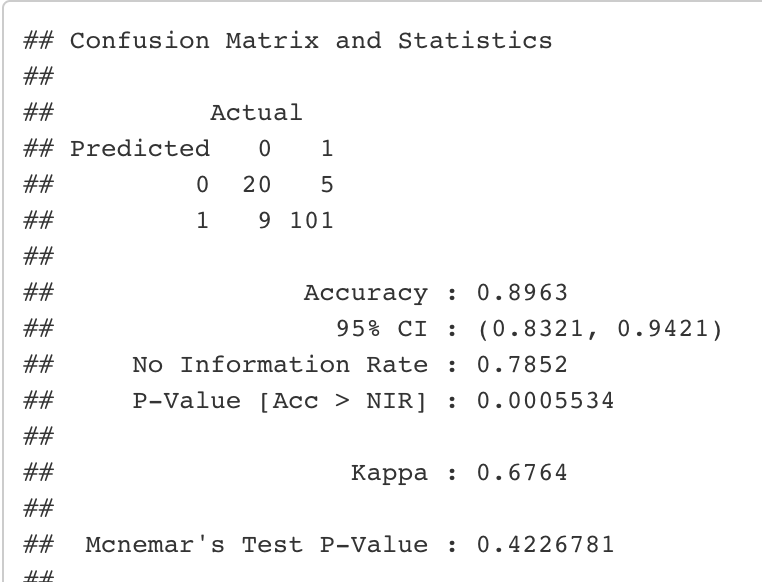 ## Confusion Matrix and Statistics
##
##           Actual
## Predicted   0   1
##         0  20   5
##         1   9 101
##
##                Accuracy : 0.8963
##                  95% CI : (0.8321, 0.9421)
##     No Information Rate : 0.7852
##     P-Value [Acc > NIR] : 0.0005534
##
##                   Kappa : 0.6764
##
##  Mcnemar's Test P-Value : 0.4226781
##